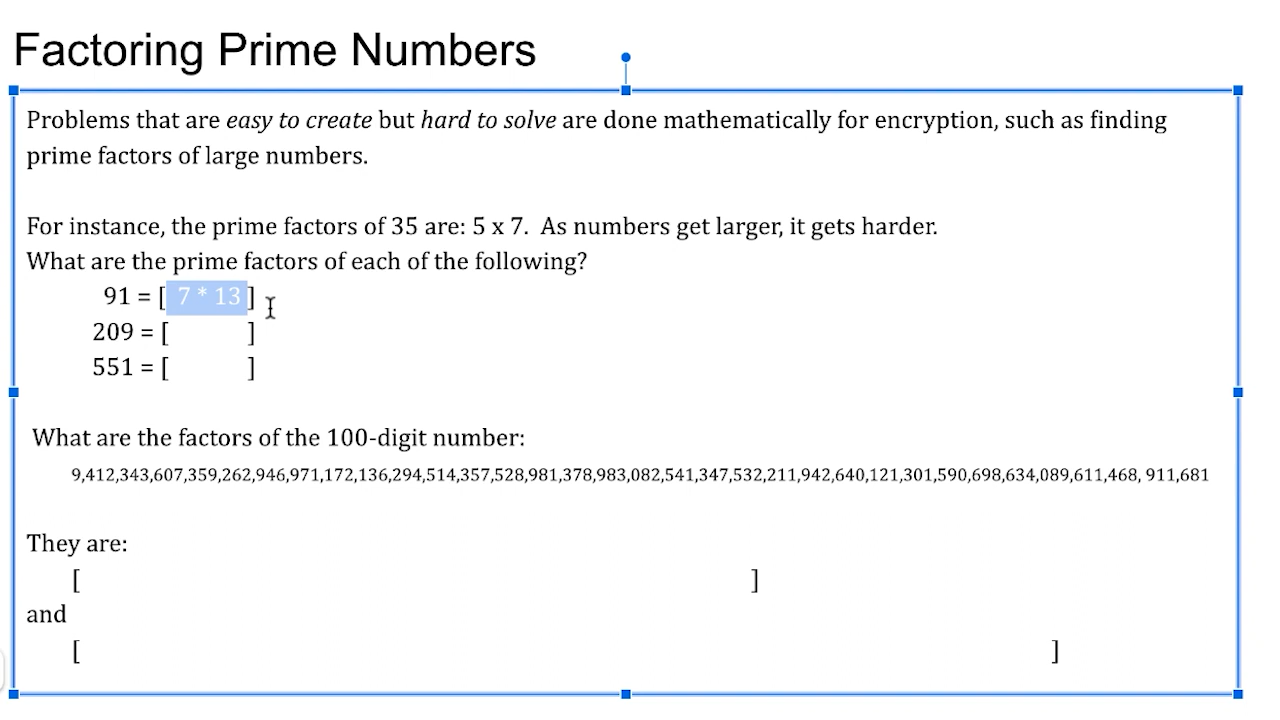 Factoring Prime Numbers
Problems that are easy to create but hard to solve are done mathematically for encryption, such as finding
prime factors of large numbers.
For instance, the prime factors of 35 are: 5 x 7. As numbers get larger, it gets harder.
What are the prime factors of each of the following?
91 = [ 7 * 13 ]
209 = [ ]
551 = [ ]
What are the factors of the 100-digit number:
9,412,343,607,359,262,946,971,172,136,294,514,357,528,981,378,983,082,541,347,532,211,942,640,121,301,590,698,634,089,611,468, 911,681
They are:
[ ]
and
[ ]